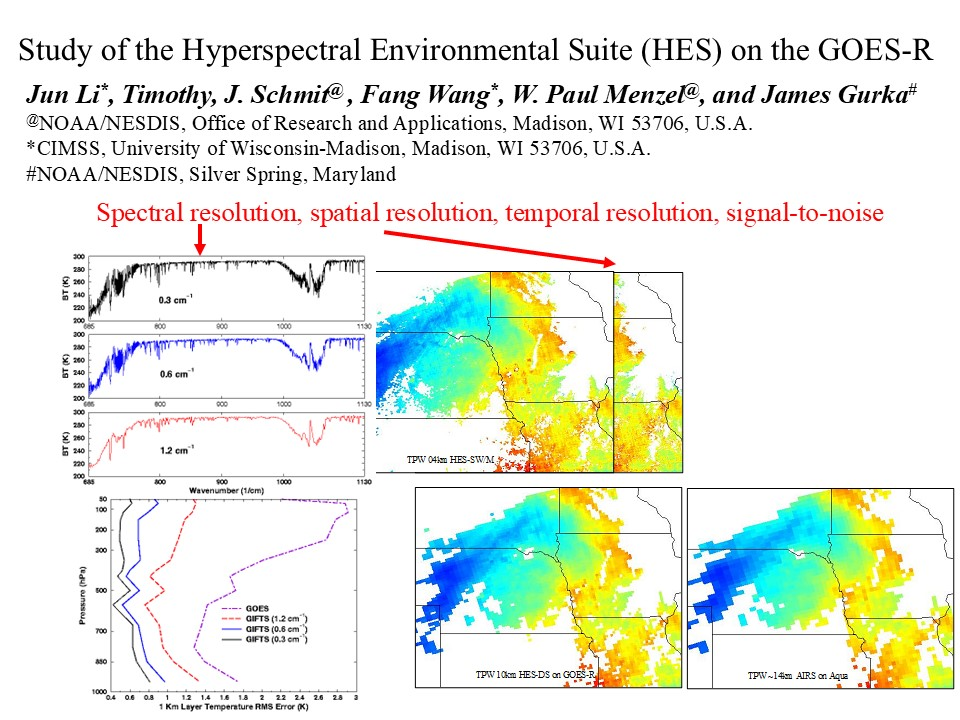 Study of the Hyperspectral Environmental Suite (HES) on the GOES-R
Jun Li*, Timothy, J. Schmit@ , Fang Wang*, W. Paul Menzel@, and James Gurka#
@NOAA/NESDIS, Office of Research and Applications, Madison, WI 53706, U.S.A.
*CIMSS, University of Wisconsin-Madison, Madison, WI 53706, U.S.A.
#NOAA/NESDIS, Silver Spring, Maryland
Spectral resolution, spatial resolution, temporal resolution, signal-to-noise
300
280
260
240
220
200
BT (K)
0.3 cm⁻¹
685 800 900 1000 1130
300
280
260
240
220
200
BT (K)
0.6 cm⁻¹
685 800 900 1000 1130
300
280
260
240
220
200
BT (K)
1.2 cm⁻¹
685 800 900 1000 1130
Wavenumber (1/cm)
TPW 04km HES-SW/M
50
100
200
300
500
700
850
1000
Pressure (hPa)
GOES
GIFTS (1.2 cm⁻¹)
GIFTS (0.6 cm⁻¹)
GIFTS (0.3 cm⁻¹)
0.4 0.6 0.8 1 1.2 1.4 1.6 1.8 2 2.2 2.4 2.6 2.8 3
1 Km Layer Temperature RMS Error (K)
TPW 10km HES-DS on GOES-R
TPW ~14km AIRS on Aqua